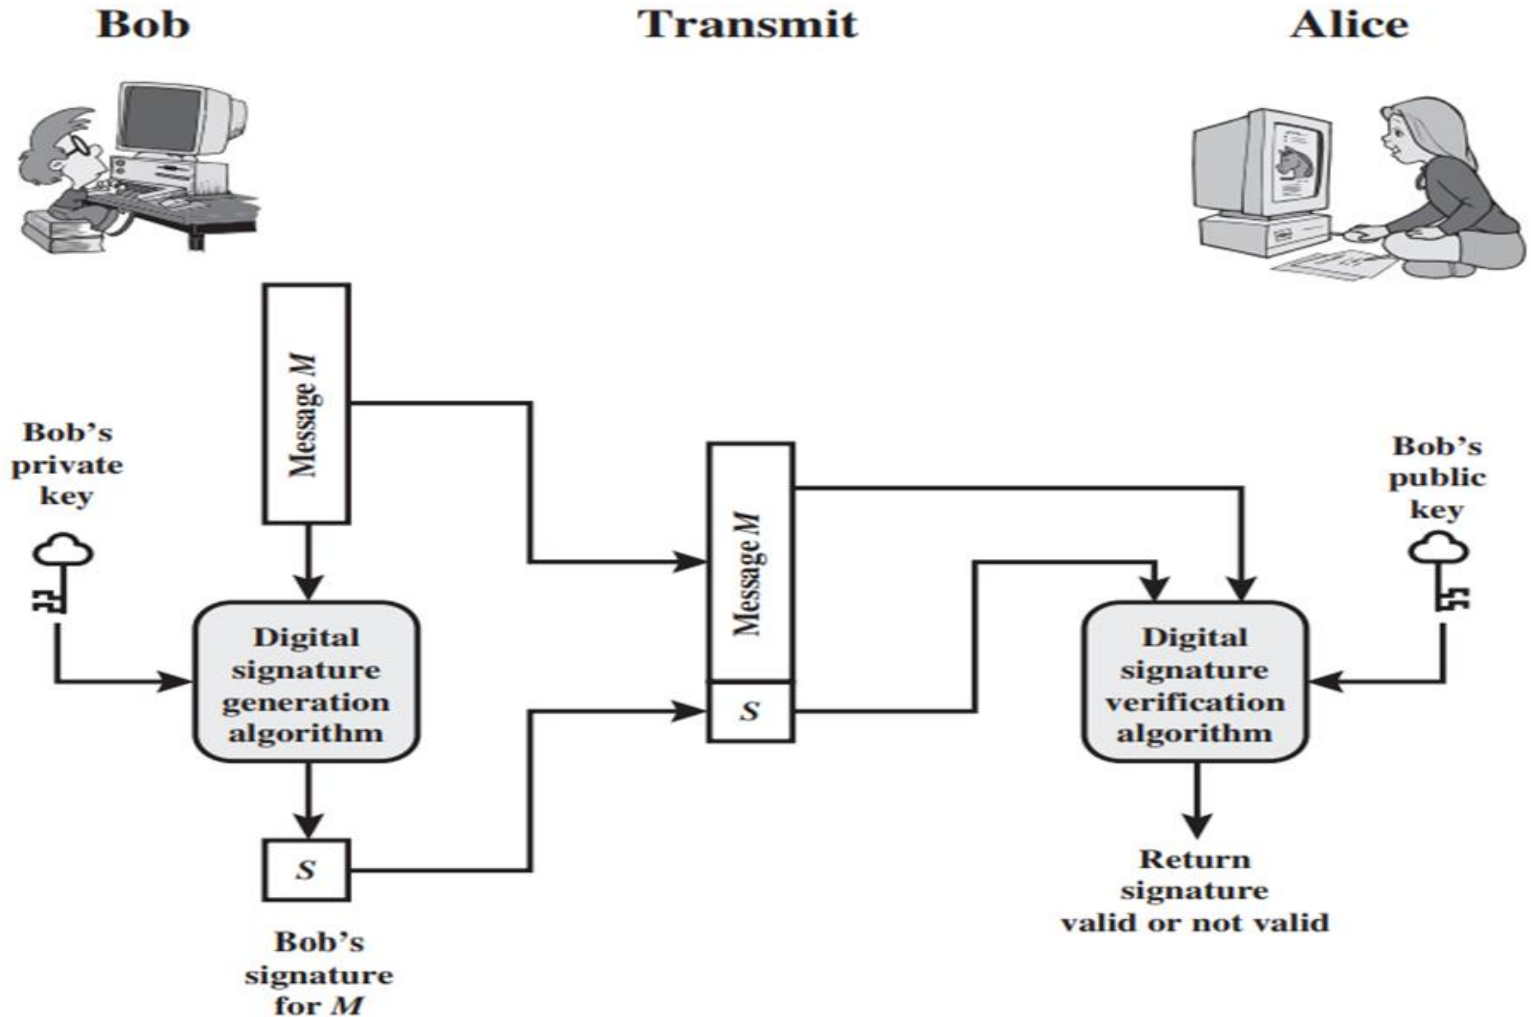 Bob
Transmit
Alice
Message M
Bob's
private
key
Digital
signature
generation
algorithm
S
Bob's
signature
for M
Message M
S
Bob's
public
key
Digital
signature
verification
algorithm
Return
signature
valid or not valid